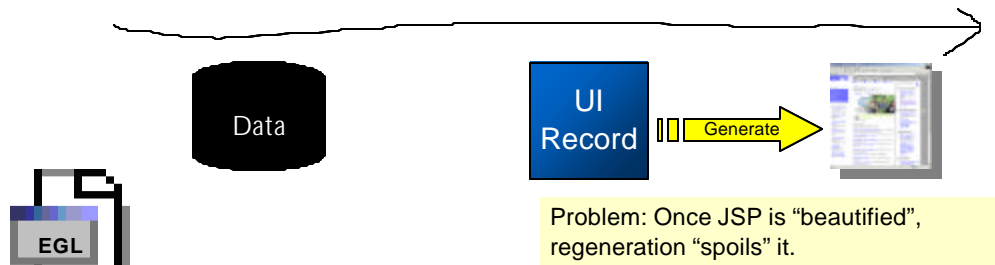 Data
UI
Record
Generate
EGL
Problem: Once JSP is “beautified”,
regeneration “spoils” it.